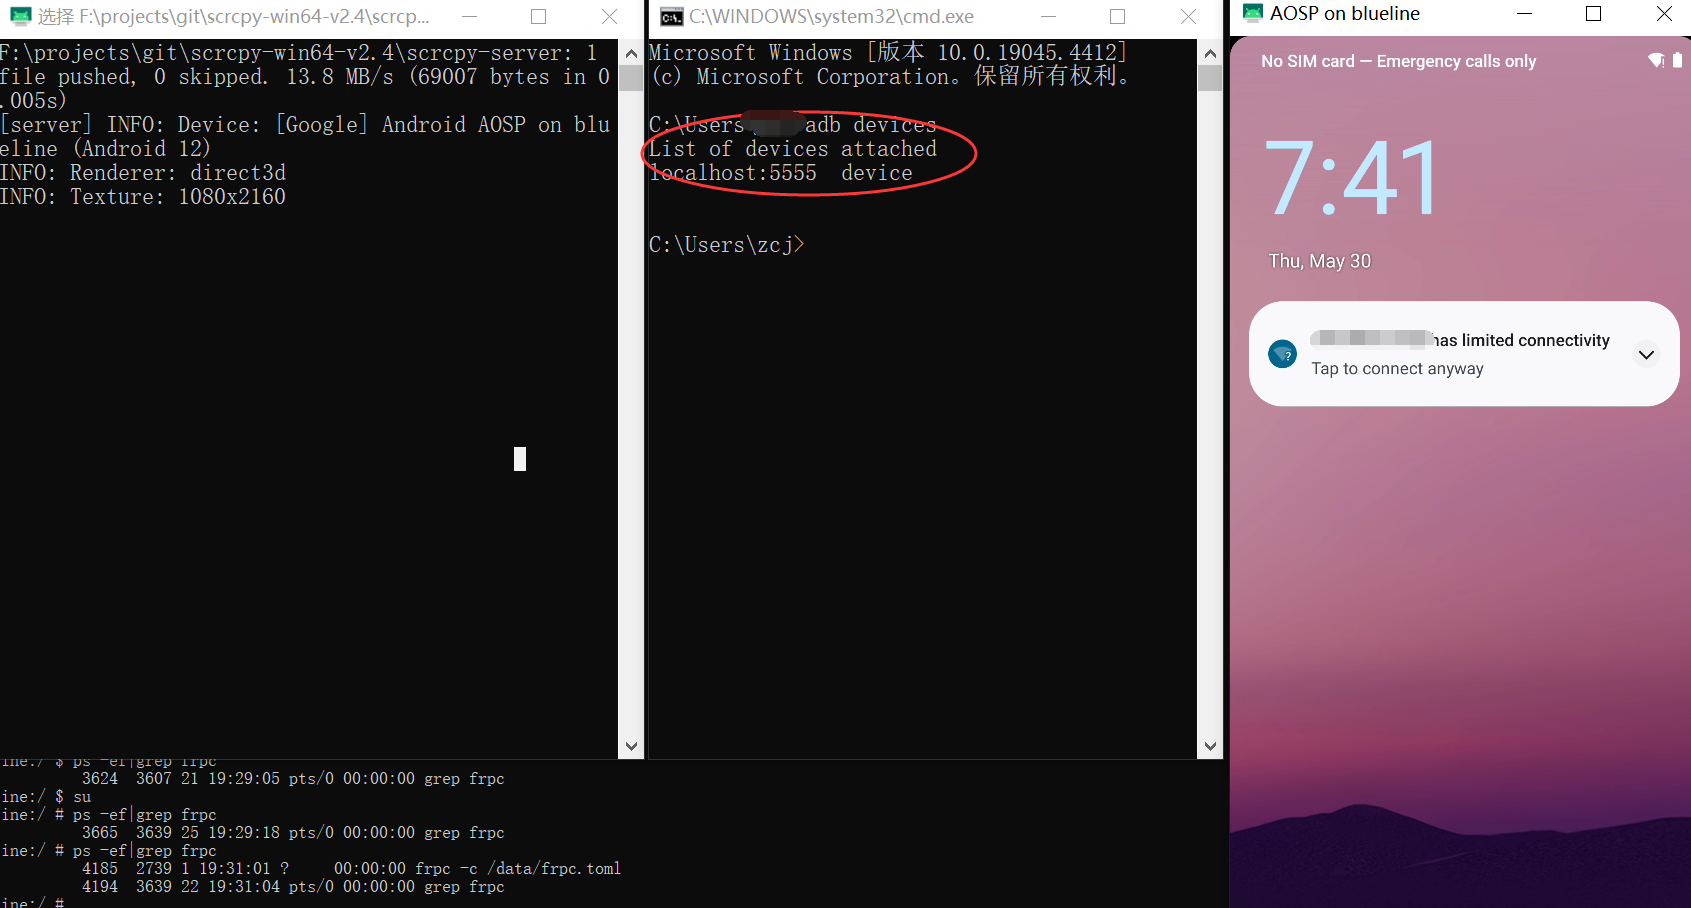 选择 F:\projects\git\scrcpy-win64-v2.4\scrcp...
F:\projects\git\scrcpy-win64-v2.4\scrcpy-server: 1
file pushed, 0 skipped. 13.8 MB/s (69007 bytes in 0
.005s)
[server] INFO: Device: [Google] Android AOSP on blu
eline (Android 12)
INFO: Renderer: direct3d
INFO: Texture: 1080x2160
C:\WINDOWS\system32\cmd.exe
Microsoft Windows [版本 10.0.19045.4412]
(c) Microsoft Corporation。保留所有权利。
C:\Users adb devices
List of devices attached
localhost:5555 device
C:\Users\zcj>
AOSP on blueline
No SIM card — Emergency calls only
7:41
Thu, May 30
has limited connectivity
Tap to connect anyway
ine:/ $ ps -ef|grep frpc
3624 3607 21 19:29:05 pts/0 00:00:00 grep frpc
ine:/ $ su
ine:/ # ps -ef|grep frpc
3665 3639 25 19:29:18 pts/0 00:00:00 grep frpc
ine:/ # ps -ef|grep frpc
4185 2739 1 19:31:01 ? 00:00:00 frpc -c /data/frpc.toml
4194 3639 22 19:31:04 pts/0 00:00:00 grep frpc
ine:/ #